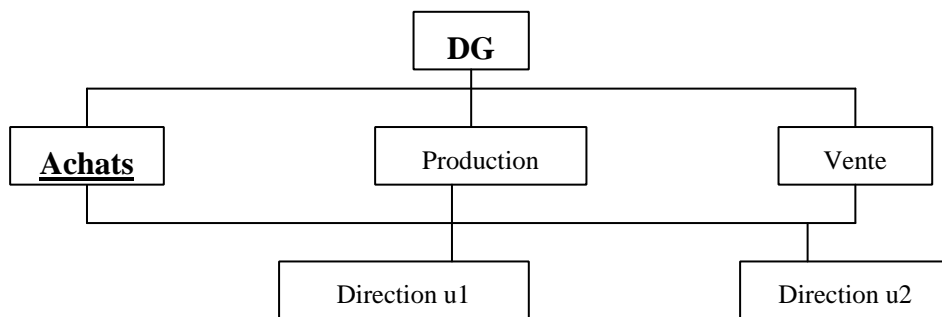 DG
Achats
Production
Vente
Direction u1
Direction u2